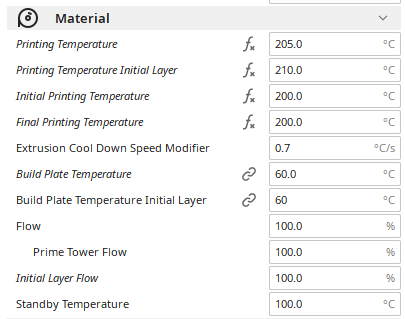 Material
Printing Temperature 205.0 °C
Printing Temperature Initial Layer 210.0 °C
Initial Printing Temperature 200.0 °C
Final Printing Temperature 200.0 °C
Extrusion Cool Down Speed Modifier 0.7 °C/s
Build Plate Temperature 60.0 °C
Build Plate Temperature Initial Layer 60 °C
Flow 100.0 %
Prime Tower Flow 100.0 %
Initial Layer Flow 100.0 %
Standby Temperature 100.0 °C